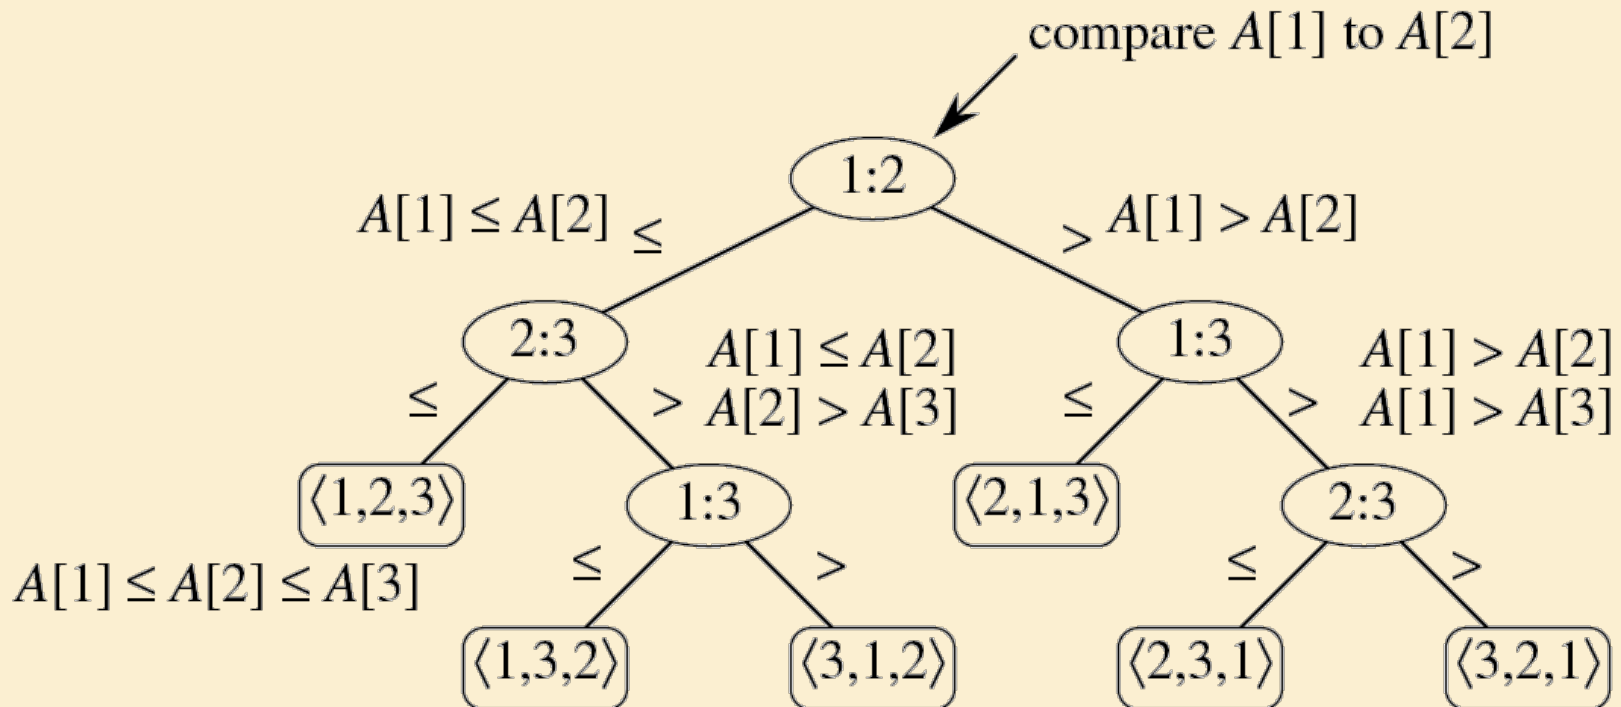 compare A[1] to A[2]
1:2
A[1] ≤ A[2] ≤
> A[1] > A[2]
2:3
A[1] ≤ A[2]
1:3
A[1] > A[2]
≤
> A[2] > A[3]
≤
> A[1] > A[3]
⟨1,2,3⟩
1:3
⟨2,1,3⟩
2:3
A[1] ≤ A[2] ≤ A[3]
≤
>
≤
>
⟨1,3,2⟩
⟨3,1,2⟩
⟨2,3,1⟩
⟨3,2,1⟩